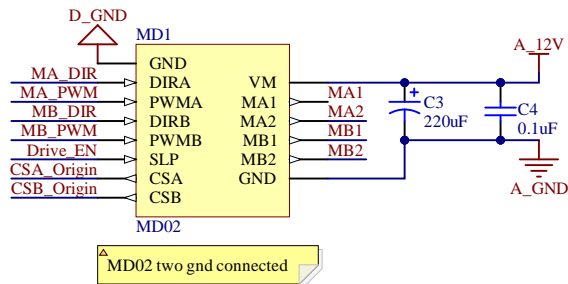 D_GND
MD1
GND
MA_DIR DIRA VM A_12V
MA_PWM PWMA MA1 MA1
MB_DIR DIRB MA2 MA2
MB_PWM PWMB MB1 MB1
Drive_EN SLP MB2 MB2
CSA_Origin CSA GND
CSB_Origin CSB
C3
220uF
C4
0.1uF
A_GND
MD02
MD02 two gnd connected